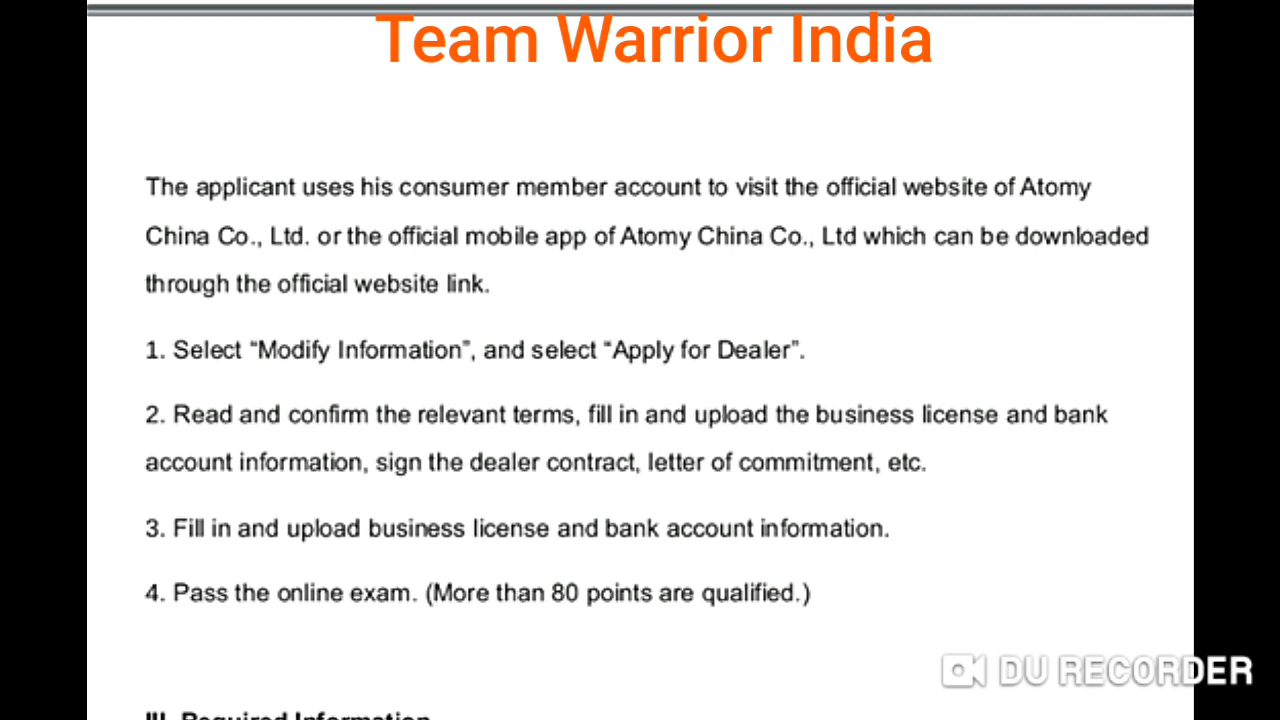 Team Warrior India
The applicant uses his consumer member account to visit the official website of Atomy
China Co., Ltd. or the official mobile app of Atomy China Co., Ltd which can be downloaded
through the official website link.
1. Select “Modify Information”, and select “Apply for Dealer”.
2. Read and confirm the relevant terms, fill in and upload the business license and bank
account information, sign the dealer contract, letter of commitment, etc.
3. Fill in and upload business license and bank account information.
4. Pass the online exam. (More than 80 points are qualified.)
DU RECORDER
III. Required Information